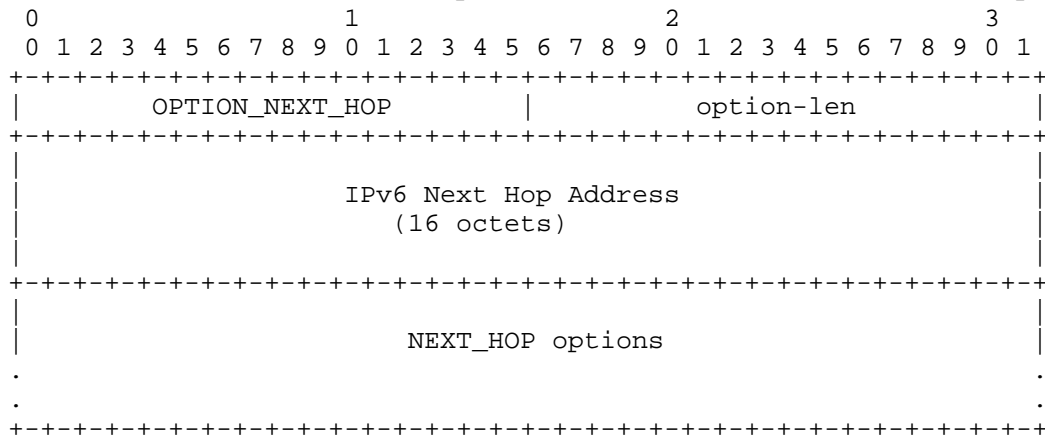 0                   1                   2                   3
 0 1 2 3 4 5 6 7 8 9 0 1 2 3 4 5 6 7 8 9 0 1 2 3 4 5 6 7 8 9 0 1
+-+-+-+-+-+-+-+-+-+-+-+-+-+-+-+-+-+-+-+-+-+-+-+-+-+-+-+-+-+-+-+-+
|        OPTION_NEXT_HOP        |          option-len           |
+-+-+-+-+-+-+-+-+-+-+-+-+-+-+-+-+-+-+-+-+-+-+-+-+-+-+-+-+-+-+-+-+
|                                                               |
|                    IPv6 Next Hop Address                      |
|                       (16 octets)                             |
|                                                               |
+-+-+-+-+-+-+-+-+-+-+-+-+-+-+-+-+-+-+-+-+-+-+-+-+-+-+-+-+-+-+-+-+
|                                                               |
|                        NEXT_HOP options                       |
.                                                               .
.                                                               .
+-+-+-+-+-+-+-+-+-+-+-+-+-+-+-+-+-+-+-+-+-+-+-+-+-+-+-+-+-+-+-+-+